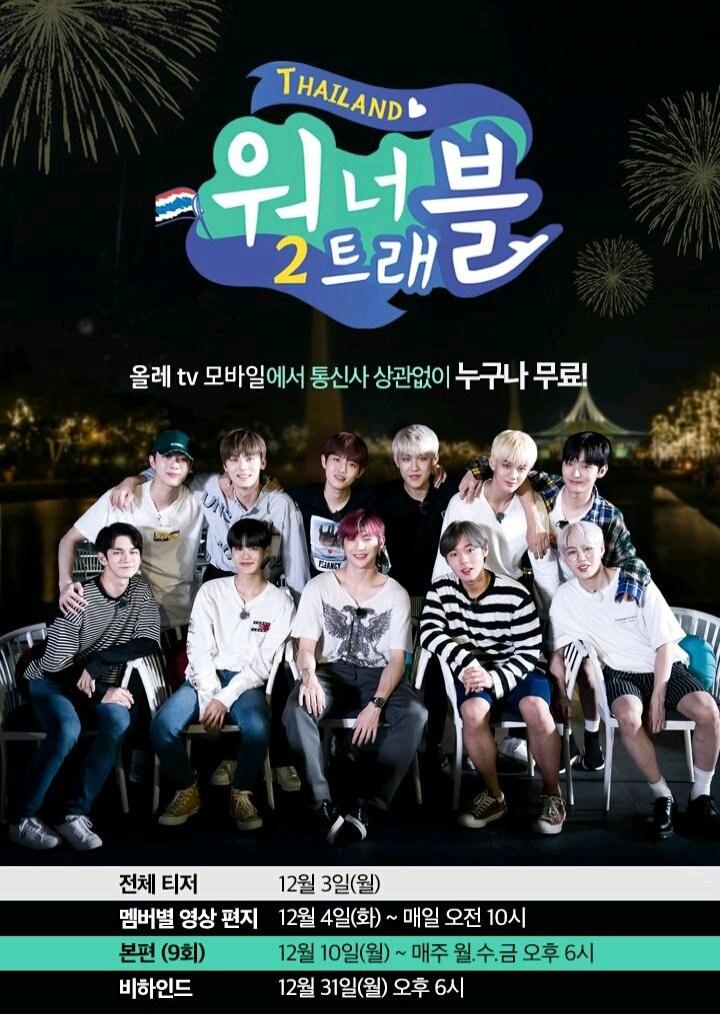 THAILAND
워너블
2 트래블
올레 tv 모바일에서 통신사 상관없이 누구나 무료!
전체 티저 12월 3일(월)
멤버별 영상 편지 12월 4일(화) ~ 매일 오전 10시
본편 (9회) 12월 10일(월) ~ 매주 월.수.금 오후 6시
비하인드 12월 31일(월) 오후 6시